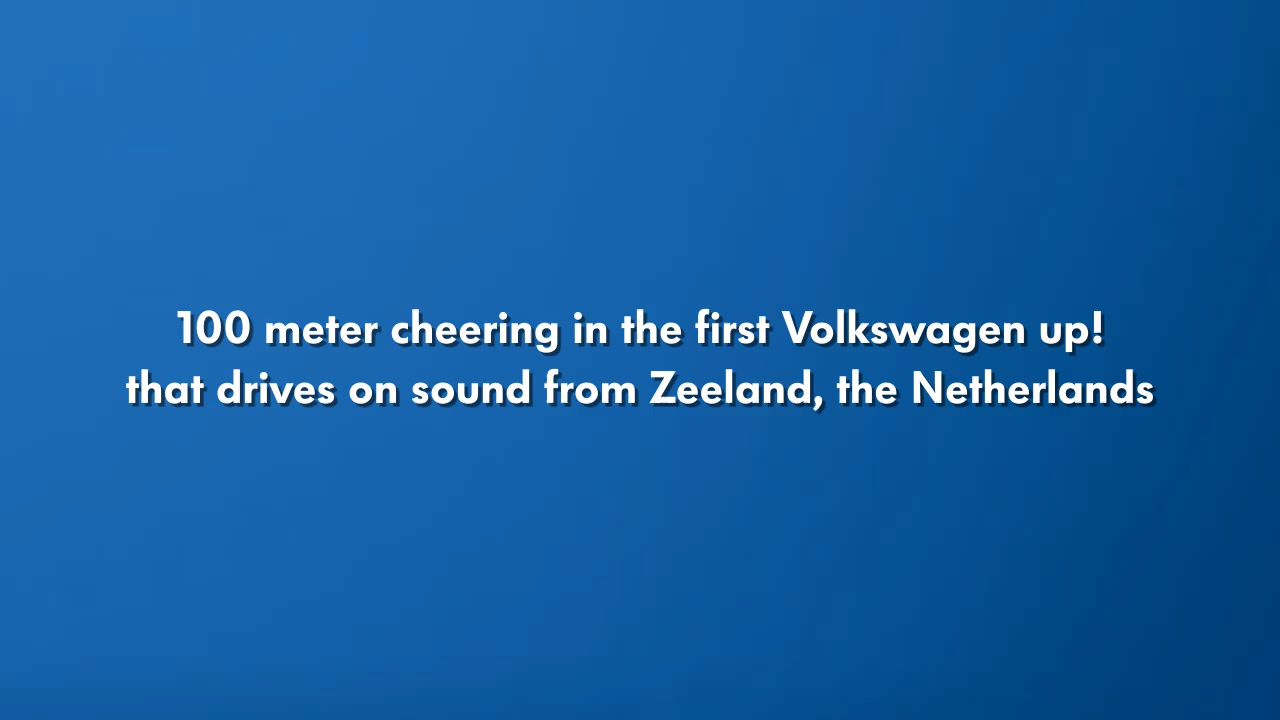 100 meter cheering in the first Volkswagen up!
that drives on sound from Zeeland, the Netherlands